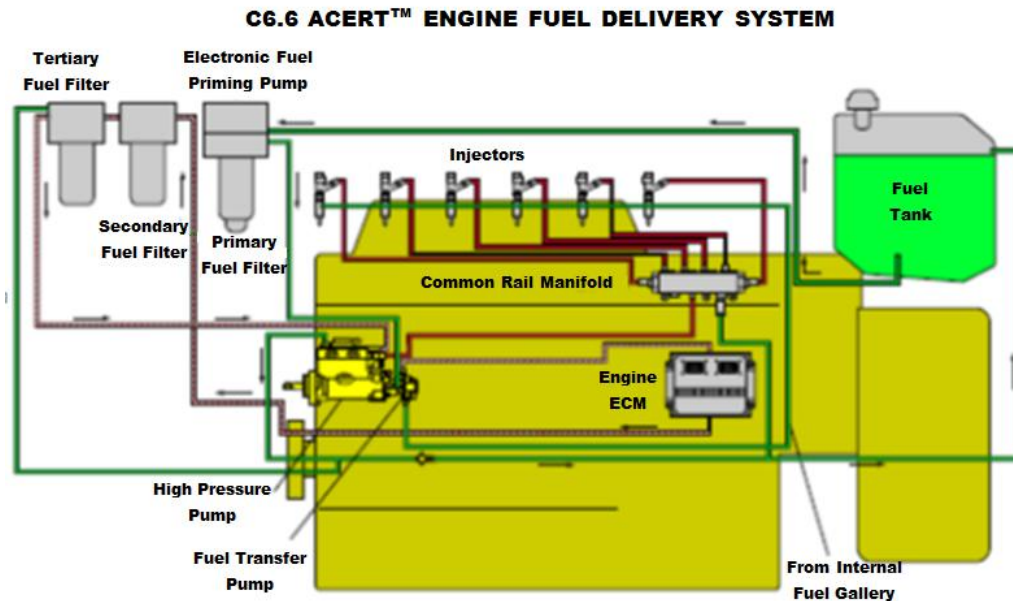 C6.6 ACERT™ ENGINE FUEL DELIVERY SYSTEM
Tertiary
Fuel Filter
Electronic Fuel
Priming Pump
Injectors
Fuel
Tank
Secondary
Fuel Filter
Primary
Fuel Filter
Common Rail Manifold
Engine
ECM
High Pressure
Pump
Fuel Transfer
Pump
From Internal
Fuel Gallery